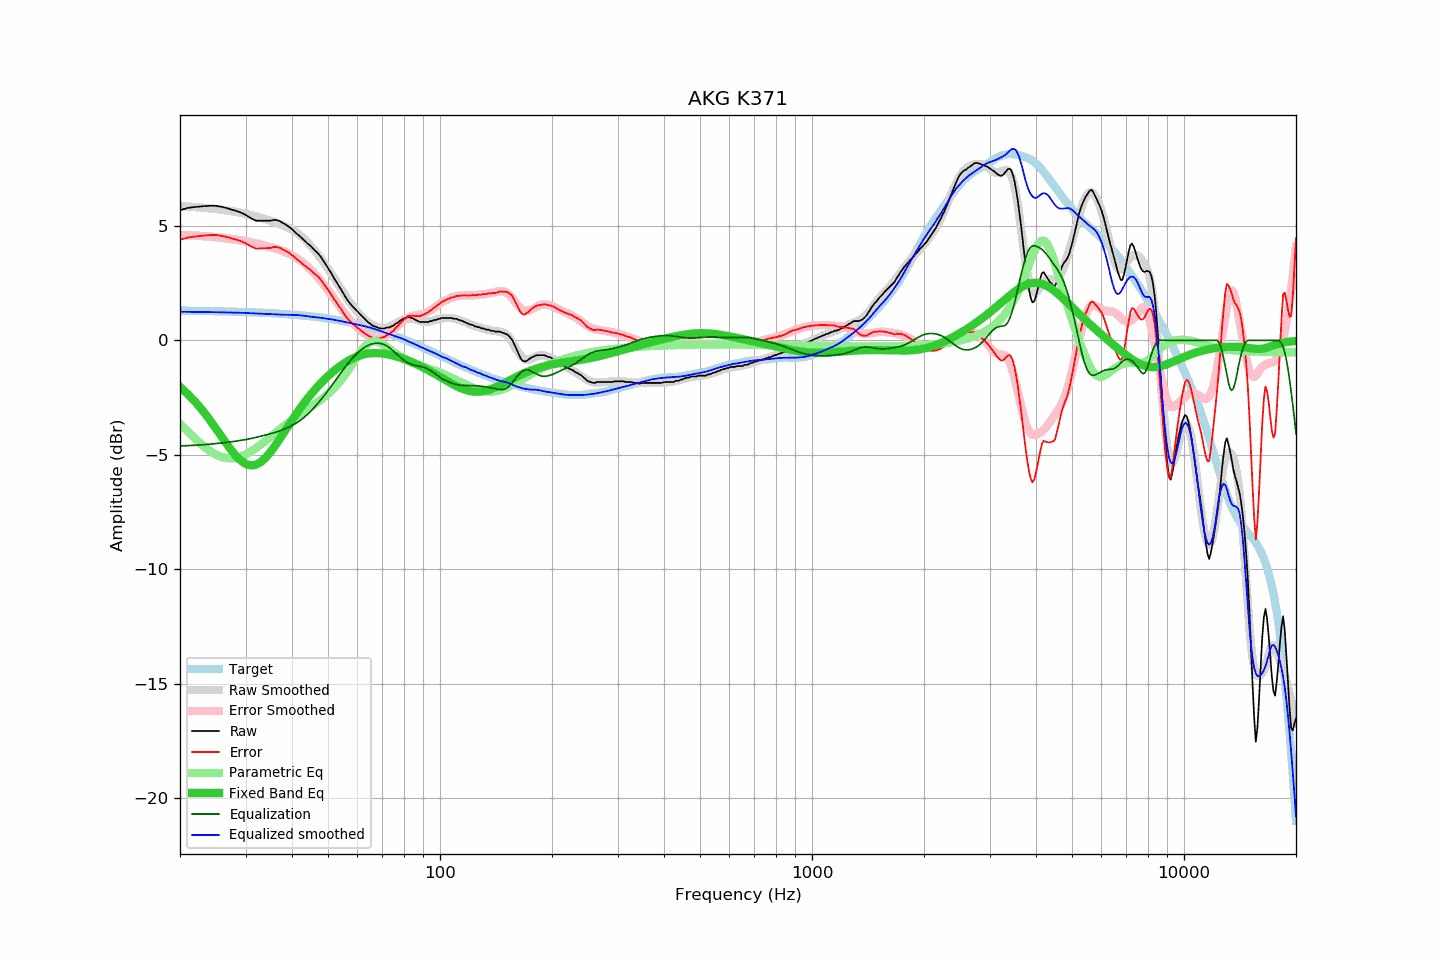 AKG K371
Amplitude (dBr)
5
0
−5
−10
−15
−20
Target
Raw Smoothed
Error Smoothed
Raw
Error
Parametric Eq
Fixed Band Eq
Equalization
Equalized smoothed
100 1000 10000
Frequency (Hz)